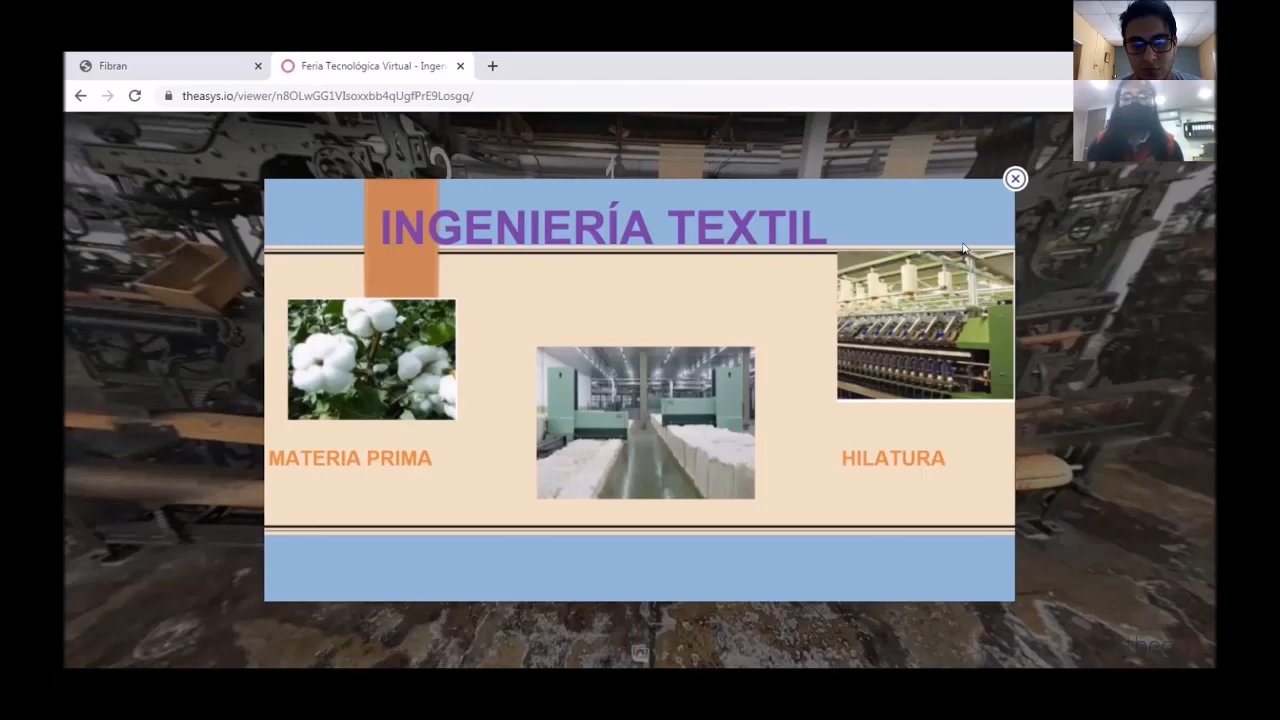 Fibran
Feria Tecnológica Virtual - Ingen
theasys.io/viewer/n8OLwGG1VIsoxxbb4qUgfPrE9Losgq/
INGENIERÍA TEXTIL
MATERIA PRIMA
HILATURA